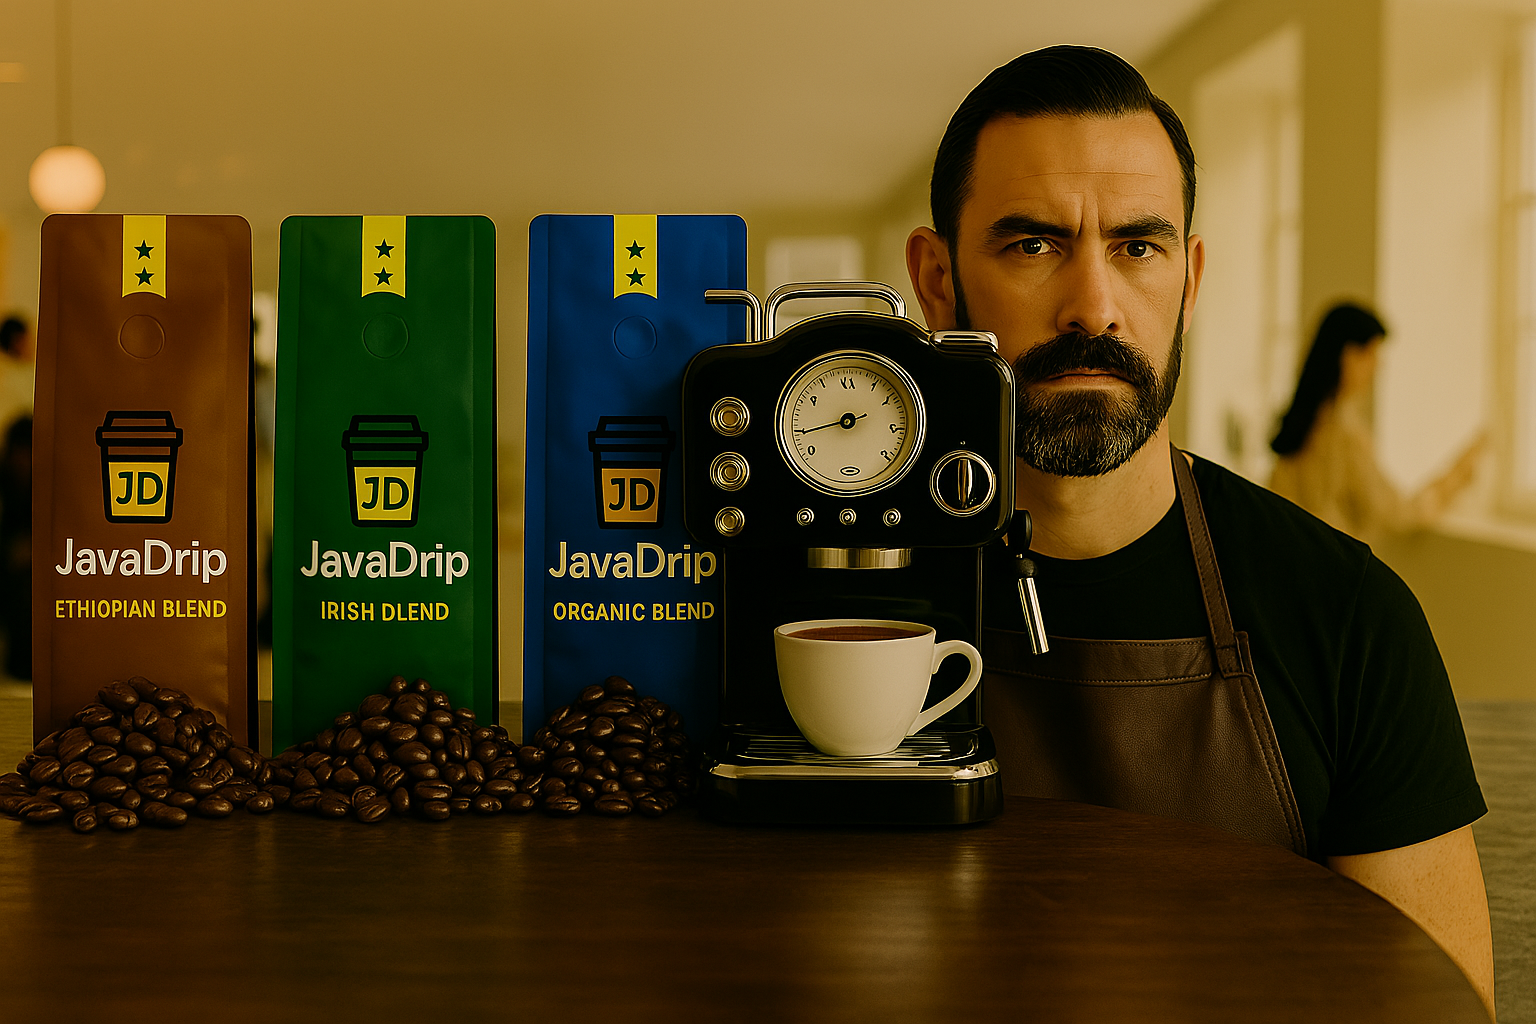 JD
JavaDrip
ETHIOPIAN BLEND
JD
JavaDrip
IRISH DLEND
JD
JavaDrip
ORGANIC BLEND